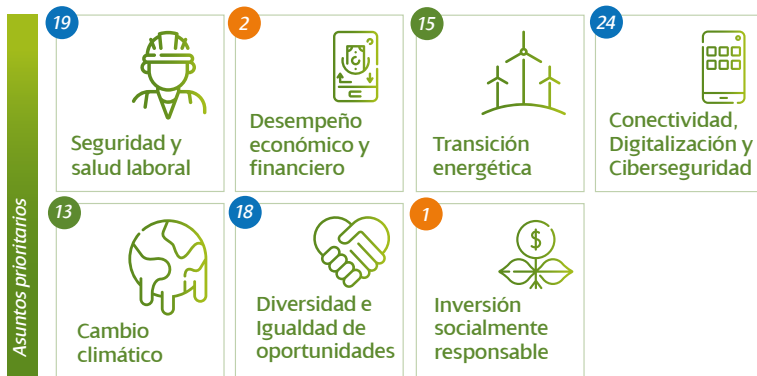 Asuntos prioritarios
19
Seguridad y
salud laboral
2
Desempeño
económico y
financiero
15
Transición
energética
24
Conectividad,
Digitalización y
Ciberseguridad
13
Cambio
climático
18
Diversidad e
Igualdad de
oportunidades
1
$
Inversión
socialmente
responsable